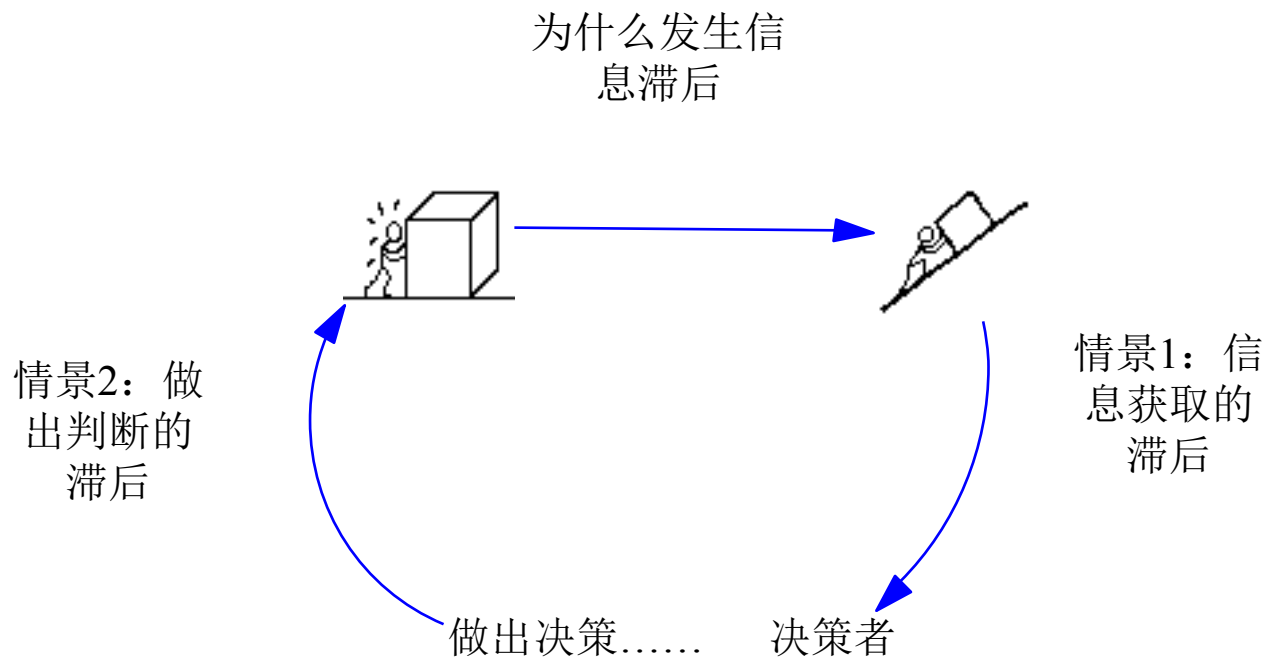 为什么发生信
息滞后
情景2：做
出判断的
滞后
情景1：信
息获取的
滞后
做出决策…… 决策者